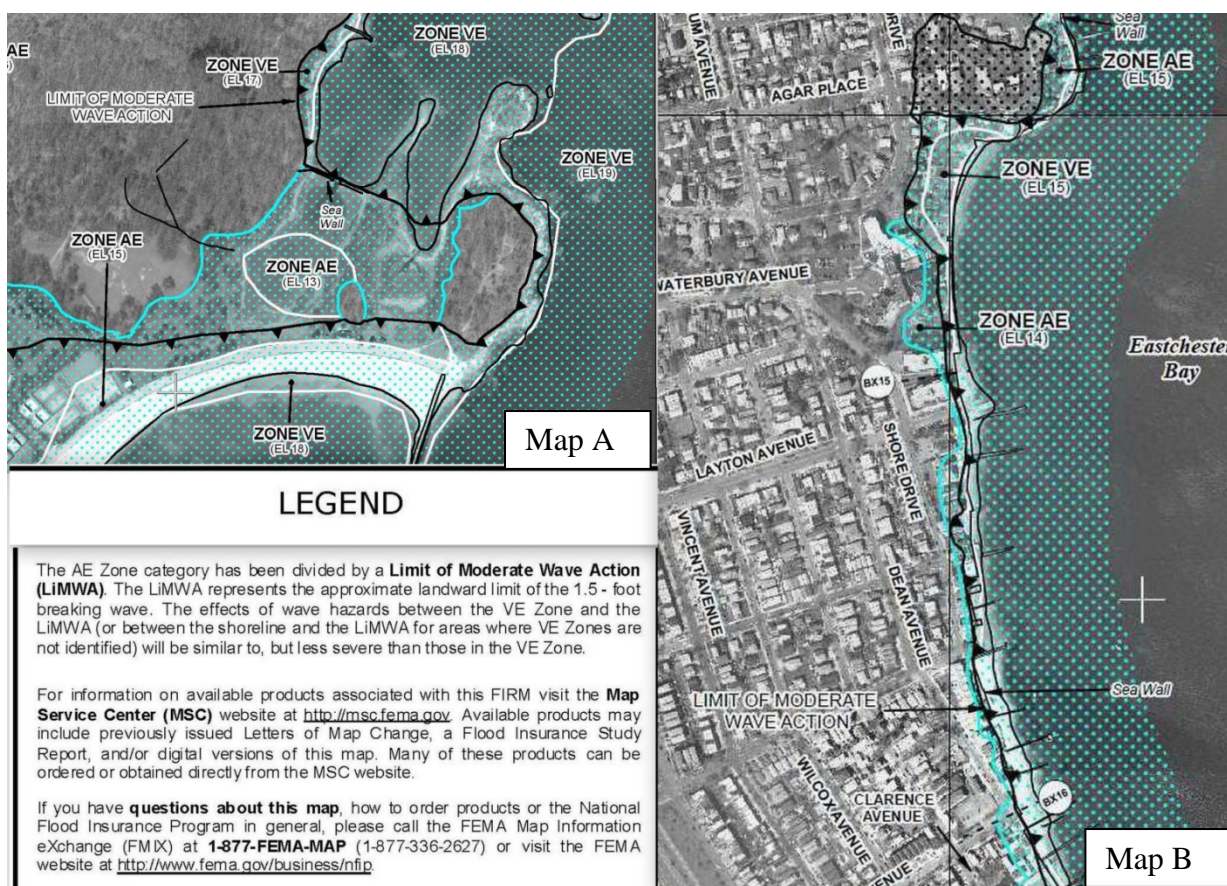 AE
ZONE VE
(EL 18)
ZONE VE
(EL 17)
LIMIT OF MODERATE
WAVE ACTION
ZONE VE
(EL 19)
Sea
Wall
ZONE AE
(EL 15)
ZONE AE
(EL 13)
ZONE VE
(EL 18)
Map A
LEGEND
The AE Zone category has been divided by a Limit of Moderate Wave Action
(LiMWA). The LiMWA represents the approximate landward limit of the 1.5 - foot
breaking wave. The effects of wave hazards between the VE Zone and the
LiMWA (or between the shoreline and the LiMWA for areas where VE Zones are
not identified) will be similar to, but less severe than those in the VE Zone.
For information on available products associated with this FIRM visit the Map
Service Center (MSC) website at http://msc.fema.gov. Available products may
include previously issued Letters of Map Change, a Flood Insurance Study
Report, and/or digital versions of this map. Many of these products can be
ordered or obtained directly from the MSC website.
If you have questions about this map, how to order products or the National
Flood Insurance Program in general, please call the FEMA Map Information
eXchange (FMIX) at 1-877-FEMA-MAP (1-877-336-2627) or visit the FEMA
website at http://www.fema.gov/business/nfip.
UM AVENUE
DRIVE
Sea
Wall
ZONE AE
(EL 15)
AGAR PLACE
ZONE VE
(EL 15)
WATERBURY AVENUE
ZONE AE
(EL 14)
Eastchester
Bay
BX15
LAYTON AVENUE
SHORE DRIVE
VINCENT AVENUE
DEAN AVENUE
LIMIT OF MODERATE
WAVE ACTION
Sea Wall
WILCOX AVENUE
CLARENCE
AVENUE
BX16
AVENUE
Map B